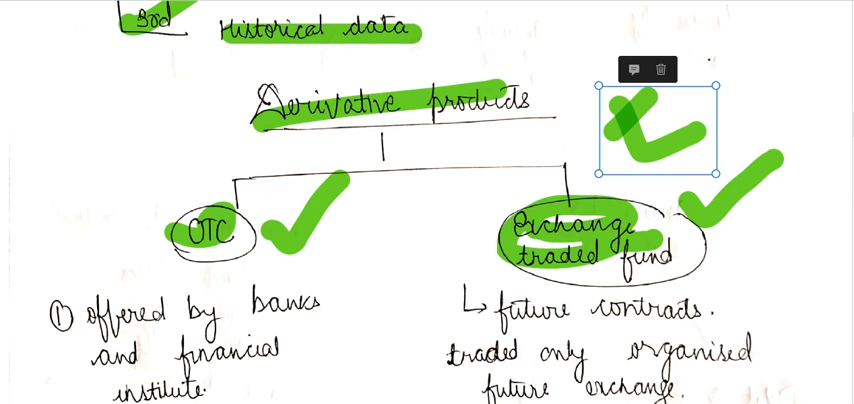 3rd
Historical data
Derivative products
OTC
Exchange
traded fund
① offered by banks
and financial
institute.
↳ future contracts.
traded only organised
future exchange.